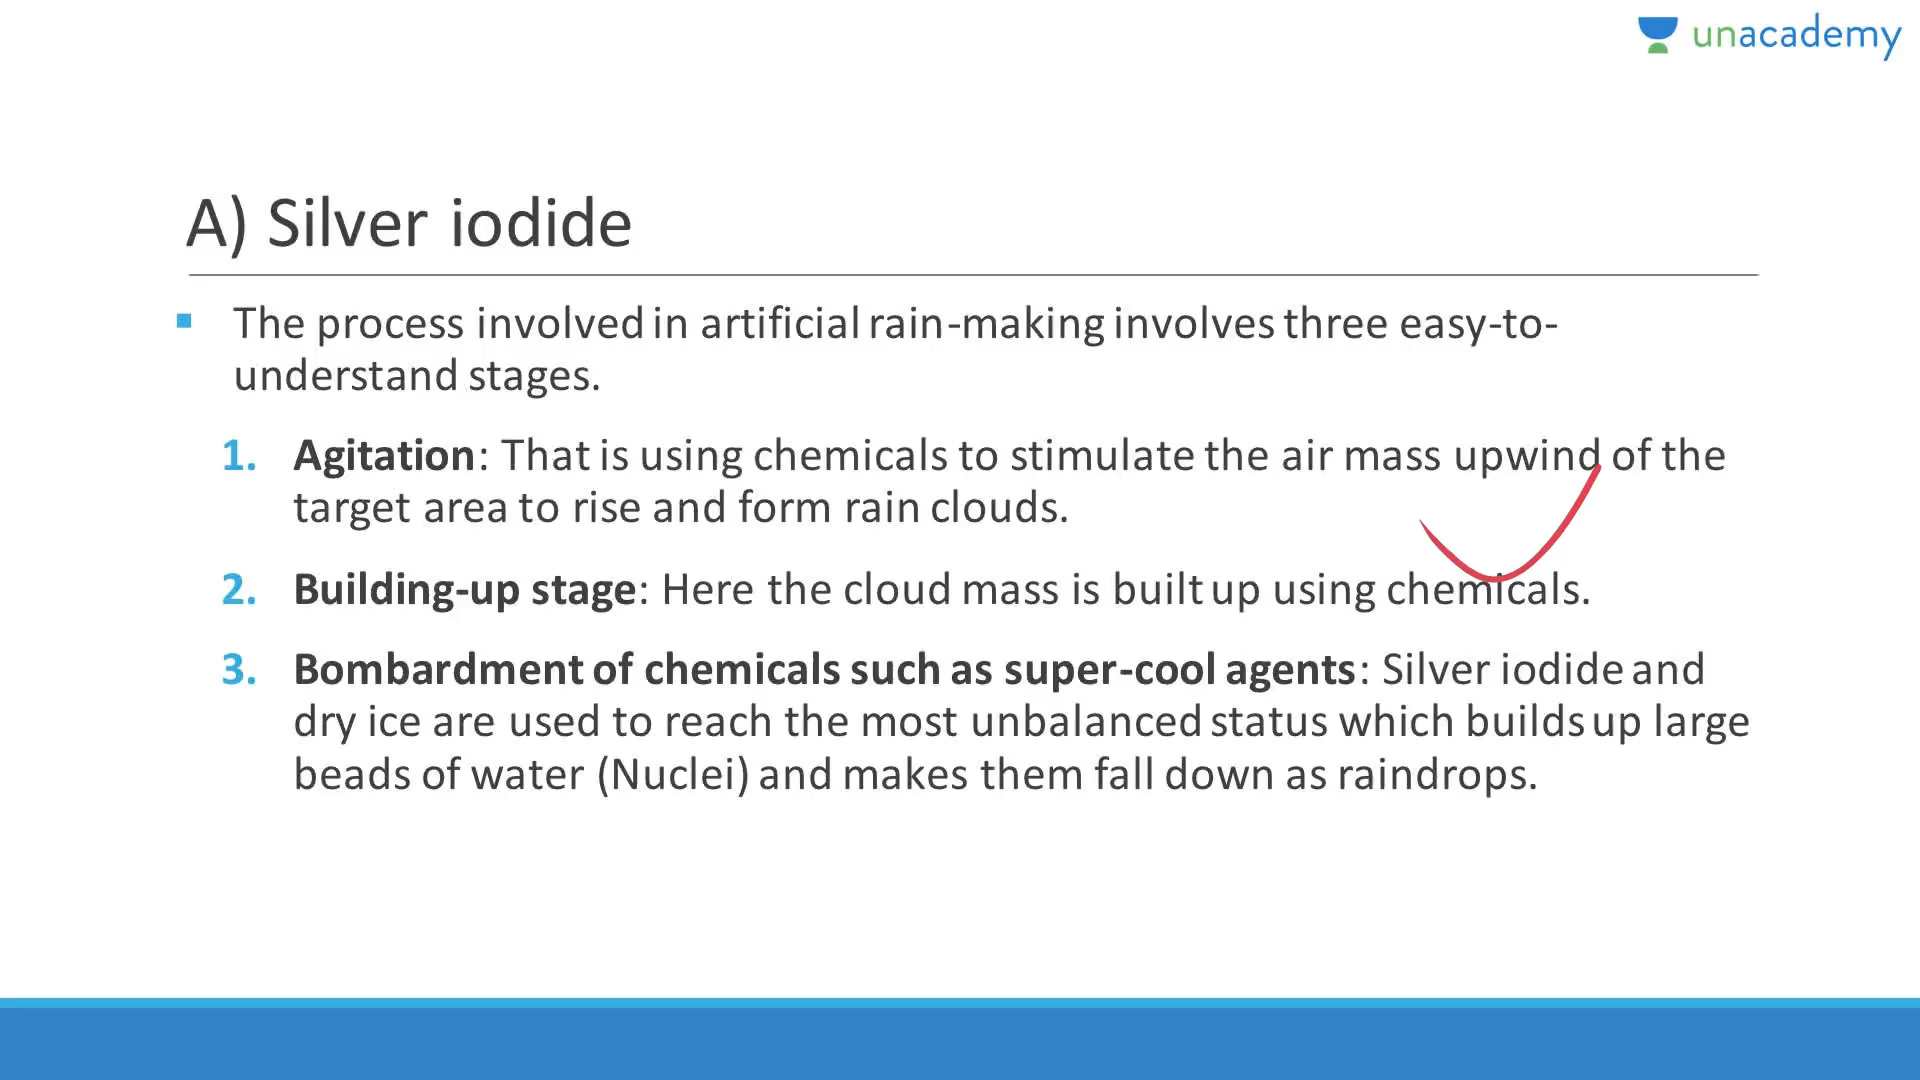 unacademy
A) Silver iodide
▪ The process involved in artificial rain-making involves three easy-to-
understand stages.
1. Agitation: That is using chemicals to stimulate the air mass upwind of the
target area to rise and form rain clouds.
2. Building-up stage: Here the cloud mass is built up using chemicals.
3. Bombardment of chemicals such as super-cool agents: Silver iodide and
dry ice are used to reach the most unbalanced status which builds up large
beads of water (Nuclei) and makes them fall down as raindrops.